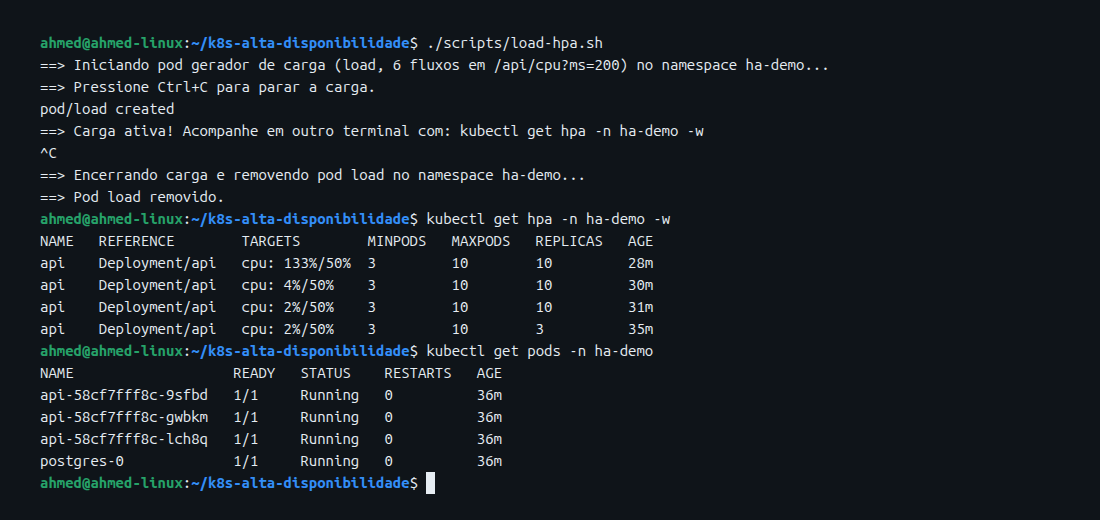 ahmed@ahmed-linux:~/k8s-alta-disponibilidade$ ./scripts/load-hpa.sh
==> Iniciando pod gerador de carga (load, 6 fluxos em /api/cpu?ms=200) no namespace ha-demo...
==> Pressione Ctrl+C para parar a carga.
pod/load created
==> Carga ativa! Acompanhe em outro terminal com: kubectl get hpa -n ha-demo -w
^C
==> Encerrando carga e removendo pod load no namespace ha-demo...
==> Pod load removido.
ahmed@ahmed-linux:~/k8s-alta-disponibilidade$ kubectl get hpa -n ha-demo -w
NAME   REFERENCE        TARGETS        MINPODS   MAXPODS   REPLICAS   AGE
api    Deployment/api   cpu: 133%/50%  3         10        10         28m
api    Deployment/api   cpu: 4%/50%    3         10        10         30m
api    Deployment/api   cpu: 2%/50%    3         10        10         31m
api    Deployment/api   cpu: 2%/50%    3         10        3          35m
ahmed@ahmed-linux:~/k8s-alta-disponibilidade$ kubectl get pods -n ha-demo
NAME                   READY   STATUS    RESTARTS   AGE
api-58cf7fff8c-9sfbd   1/1     Running   0          36m
api-58cf7fff8c-gwbkm   1/1     Running   0          36m
api-58cf7fff8c-lch8q   1/1     Running   0          36m
postgres-0             1/1     Running   0          36m
ahmed@ahmed-linux:~/k8s-alta-disponibilidade$